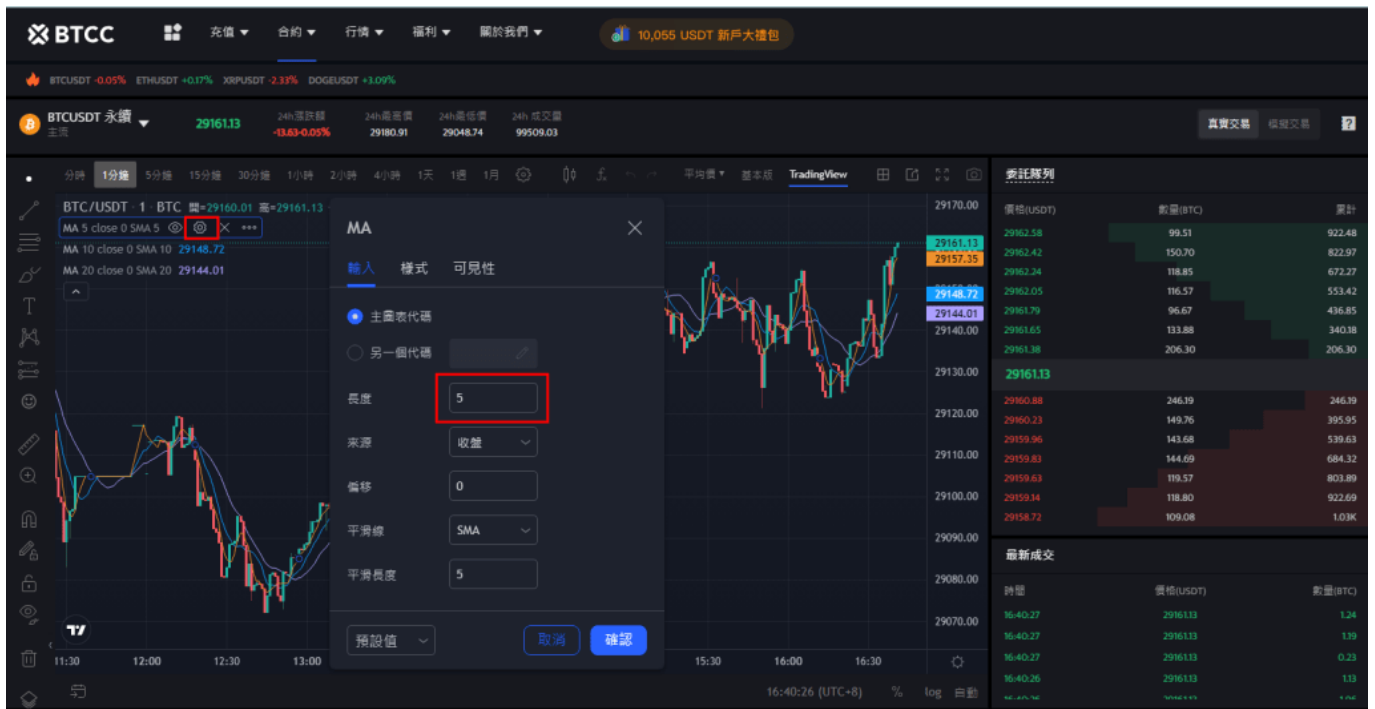 BTCC 充值 合約 行情 福利 關於我們 10,055 USDT 新戶大禮包
BTCUSDT -0.05% ETHUSDT +0.17% XRPUSDT -2.33% DOGEUSDT +3.09%
BTCUSDT 永續 29161.13 24h漲跌額 24h最高價 24h最低價 24h 成交量 真實交易 模擬交易 ?
主流 -13.63-0.05% 29180.91 29048.74 99509.03
分時 1分鐘 5分鐘 15分鐘 30分鐘 1小時 2小時 4小時 1天 1週 1月 平均價 基本版 TradingView
BTC/USDT · 1 · BTC 開=29160.01 高=29161.13
MA 5 close 0 SMA 5
MA 10 close 0 SMA 10 29148.72
MA 20 close 0 SMA 20 29144.01
MA
輸入 樣式 可見性
主圖表代碼
另一個代碼
長度 5
來源 收盤
偏移 0
平滑線 SMA
平滑長度 5
預設值 取消 確認
29170.00
29161.13
29157.35
29148.72
29144.01
29140.00
29130.00
29120.00
29110.00
29100.00
29090.00
29080.00
29070.00
11:30 12:00 12:30 13:00 15:30 16:00 16:30
16:40:26 (UTC+8) % log 自動
委託隊列
價格(USDT) 數量(BTC) 累計
29162.58 99.51 922.48
29162.42 150.70 822.97
29162.24 118.85 672.27
29162.05 116.57 553.42
29161.79 96.67 436.85
29161.65 133.88 340.18
29161.38 206.30 206.30
29161.13
29160.88 246.19 246.19
29160.23 149.76 395.95
29159.96 143.68 539.63
29159.83 144.69 684.32
29159.63 119.57 803.89
29159.14 118.80 922.69
29158.72 109.08 1.03K
最新成交
時間 價格(USDT) 數量(BTC)
16:40:27 29161.13 1.24
16:40:27 29161.13 1.19
16:40:27 29161.13 0.23
16:40:26 29161.13 1.13